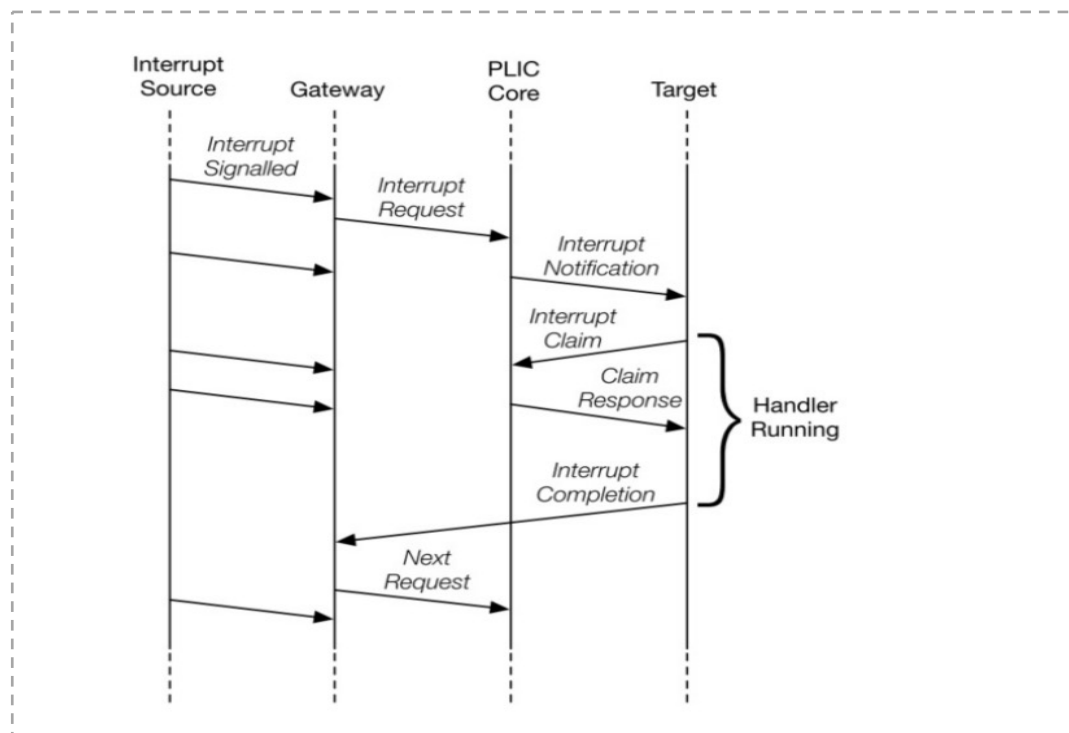 Interrupt
Source
Gateway
PLIC
Core
Target
Interrupt
Signalled
Interrupt
Request
Interrupt
Notification
Interrupt
Claim
Claim
Response
Handler
Running
Interrupt
Completion
Next
Request